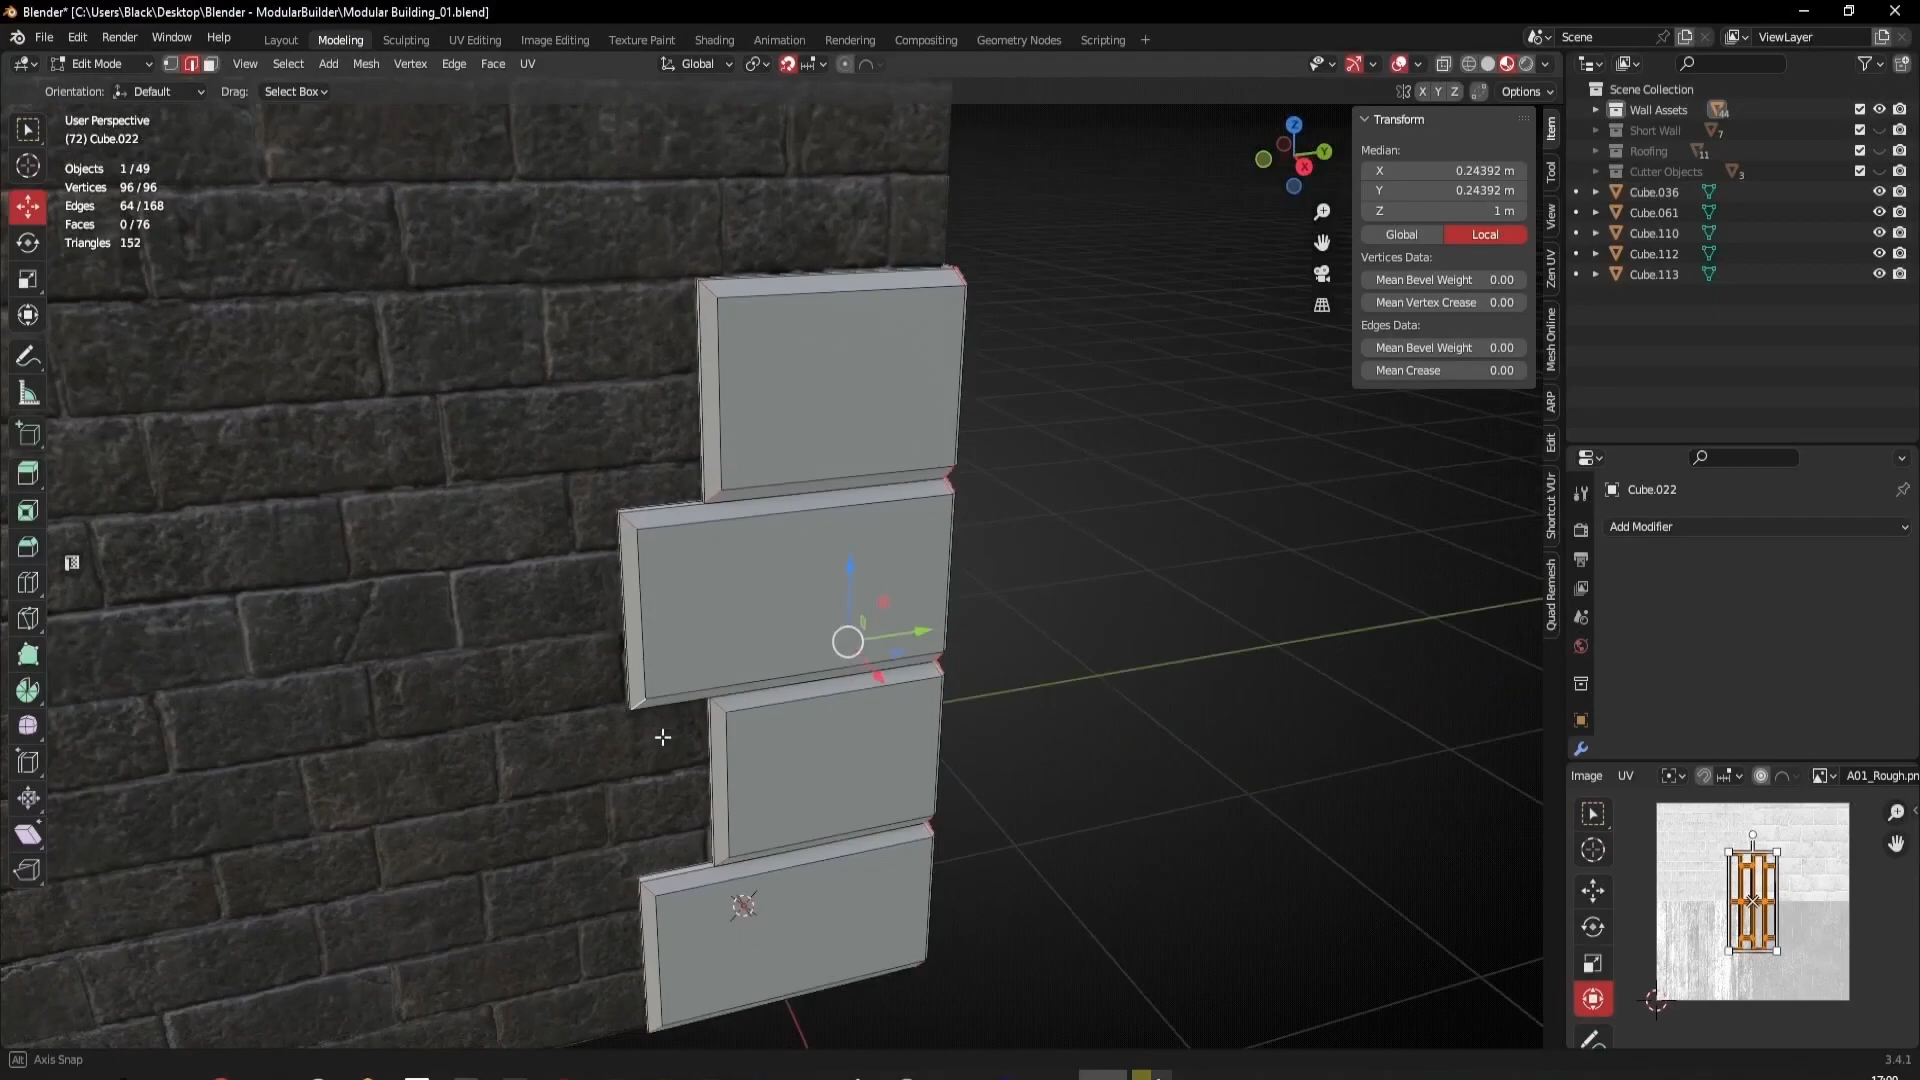 Blender* [C:\Users\Black\Desktop\Blender - ModularBuilder\Modular Building_01.blend]
File Edit Render Window Help
Layout Modeling Sculpting UV Editing Image Editing Texture Paint Shading Animation Rendering Compositing Geometry Nodes Scripting +
Scene
ViewLayer
Edit Mode
View Select Add Mesh Vertex Edge Face UV
Global
Orientation: Default Drag: Select Box
X Y Z Options
User Perspective
(72) Cube.022
Objects 1/49
Vertices 96/96
Edges 64/168
Faces 0/76
Triangles 152
Z
Y
X
Transform
Median:
X 0.24392 m
Y 0.24392 m
Z 1 m
Global Local
Vertices Data:
Mean Bevel Weight 0.00
Mean Vertex Crease 0.00
Edges Data:
Mean Bevel Weight 0.00
Mean Crease 0.00
Item
Tool
View
Zen UV
Mesh Online
ARP
Edit
Shortcut VUr
Quad Remesh
Scene Collection
Wall Assets 44
Short Wall 7
Roofing 11
Cutter Objects 3
Cube.036
Cube.061
Cube.110
Cube.112
Cube.113
Cube.022
Add Modifier
Image UV
A01_Rough.pn
Alt Axis Snap
3.4.1